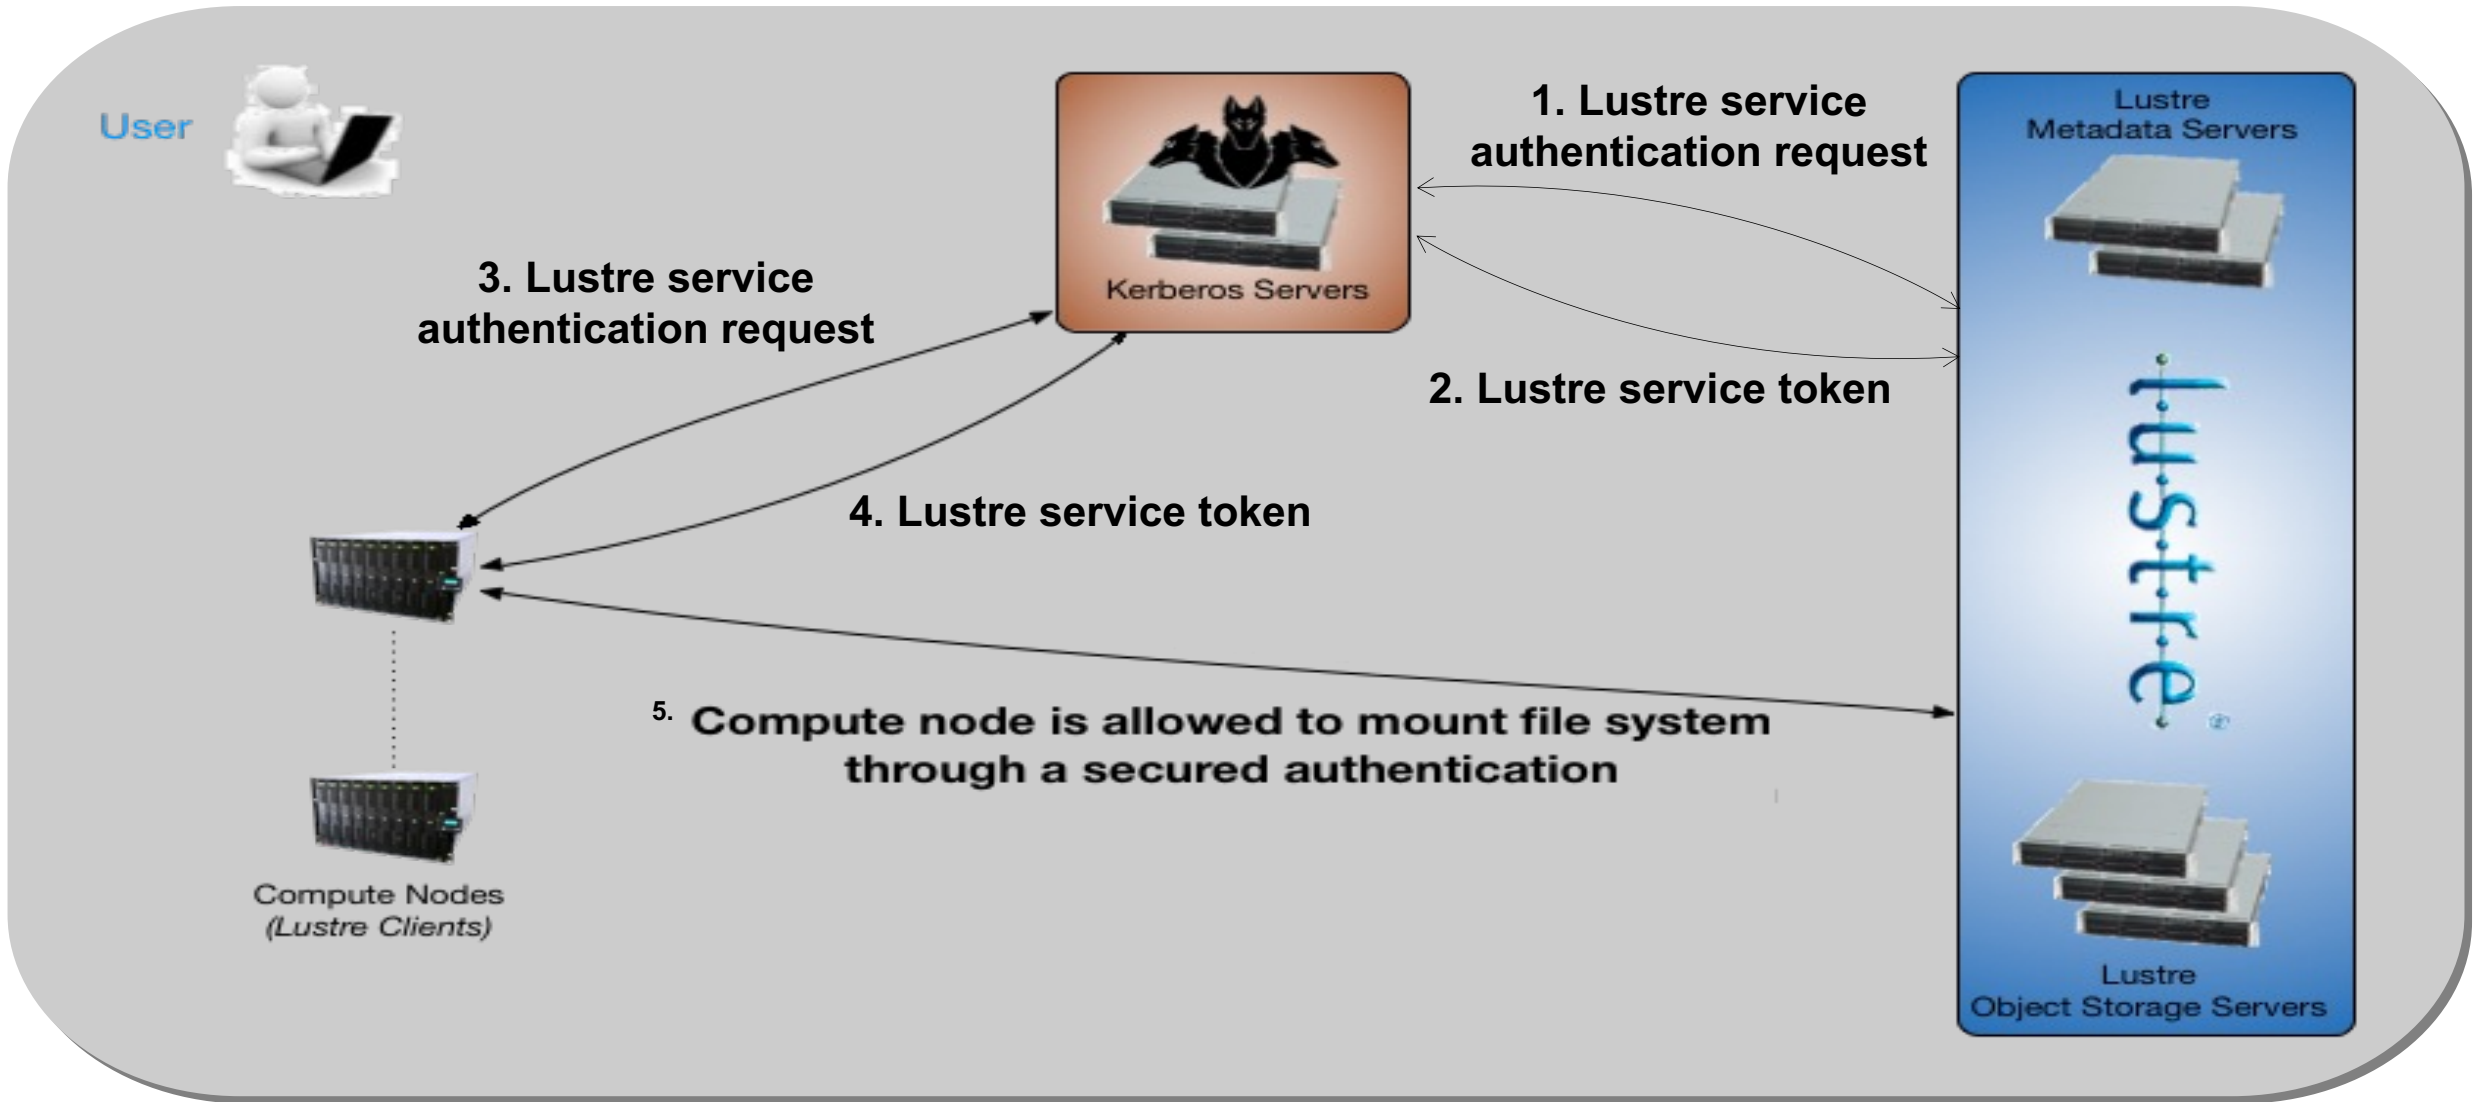 User
1. Lustre service
authentication request
Lustre
Metadata Servers
Kerberos Servers
3. Lustre service
authentication request
2. Lustre service token
lustre
®
4. Lustre service token
5. Compute node is allowed to mount file system
through a secured authentication
Compute Nodes
(Lustre Clients)
Lustre
Object Storage Servers